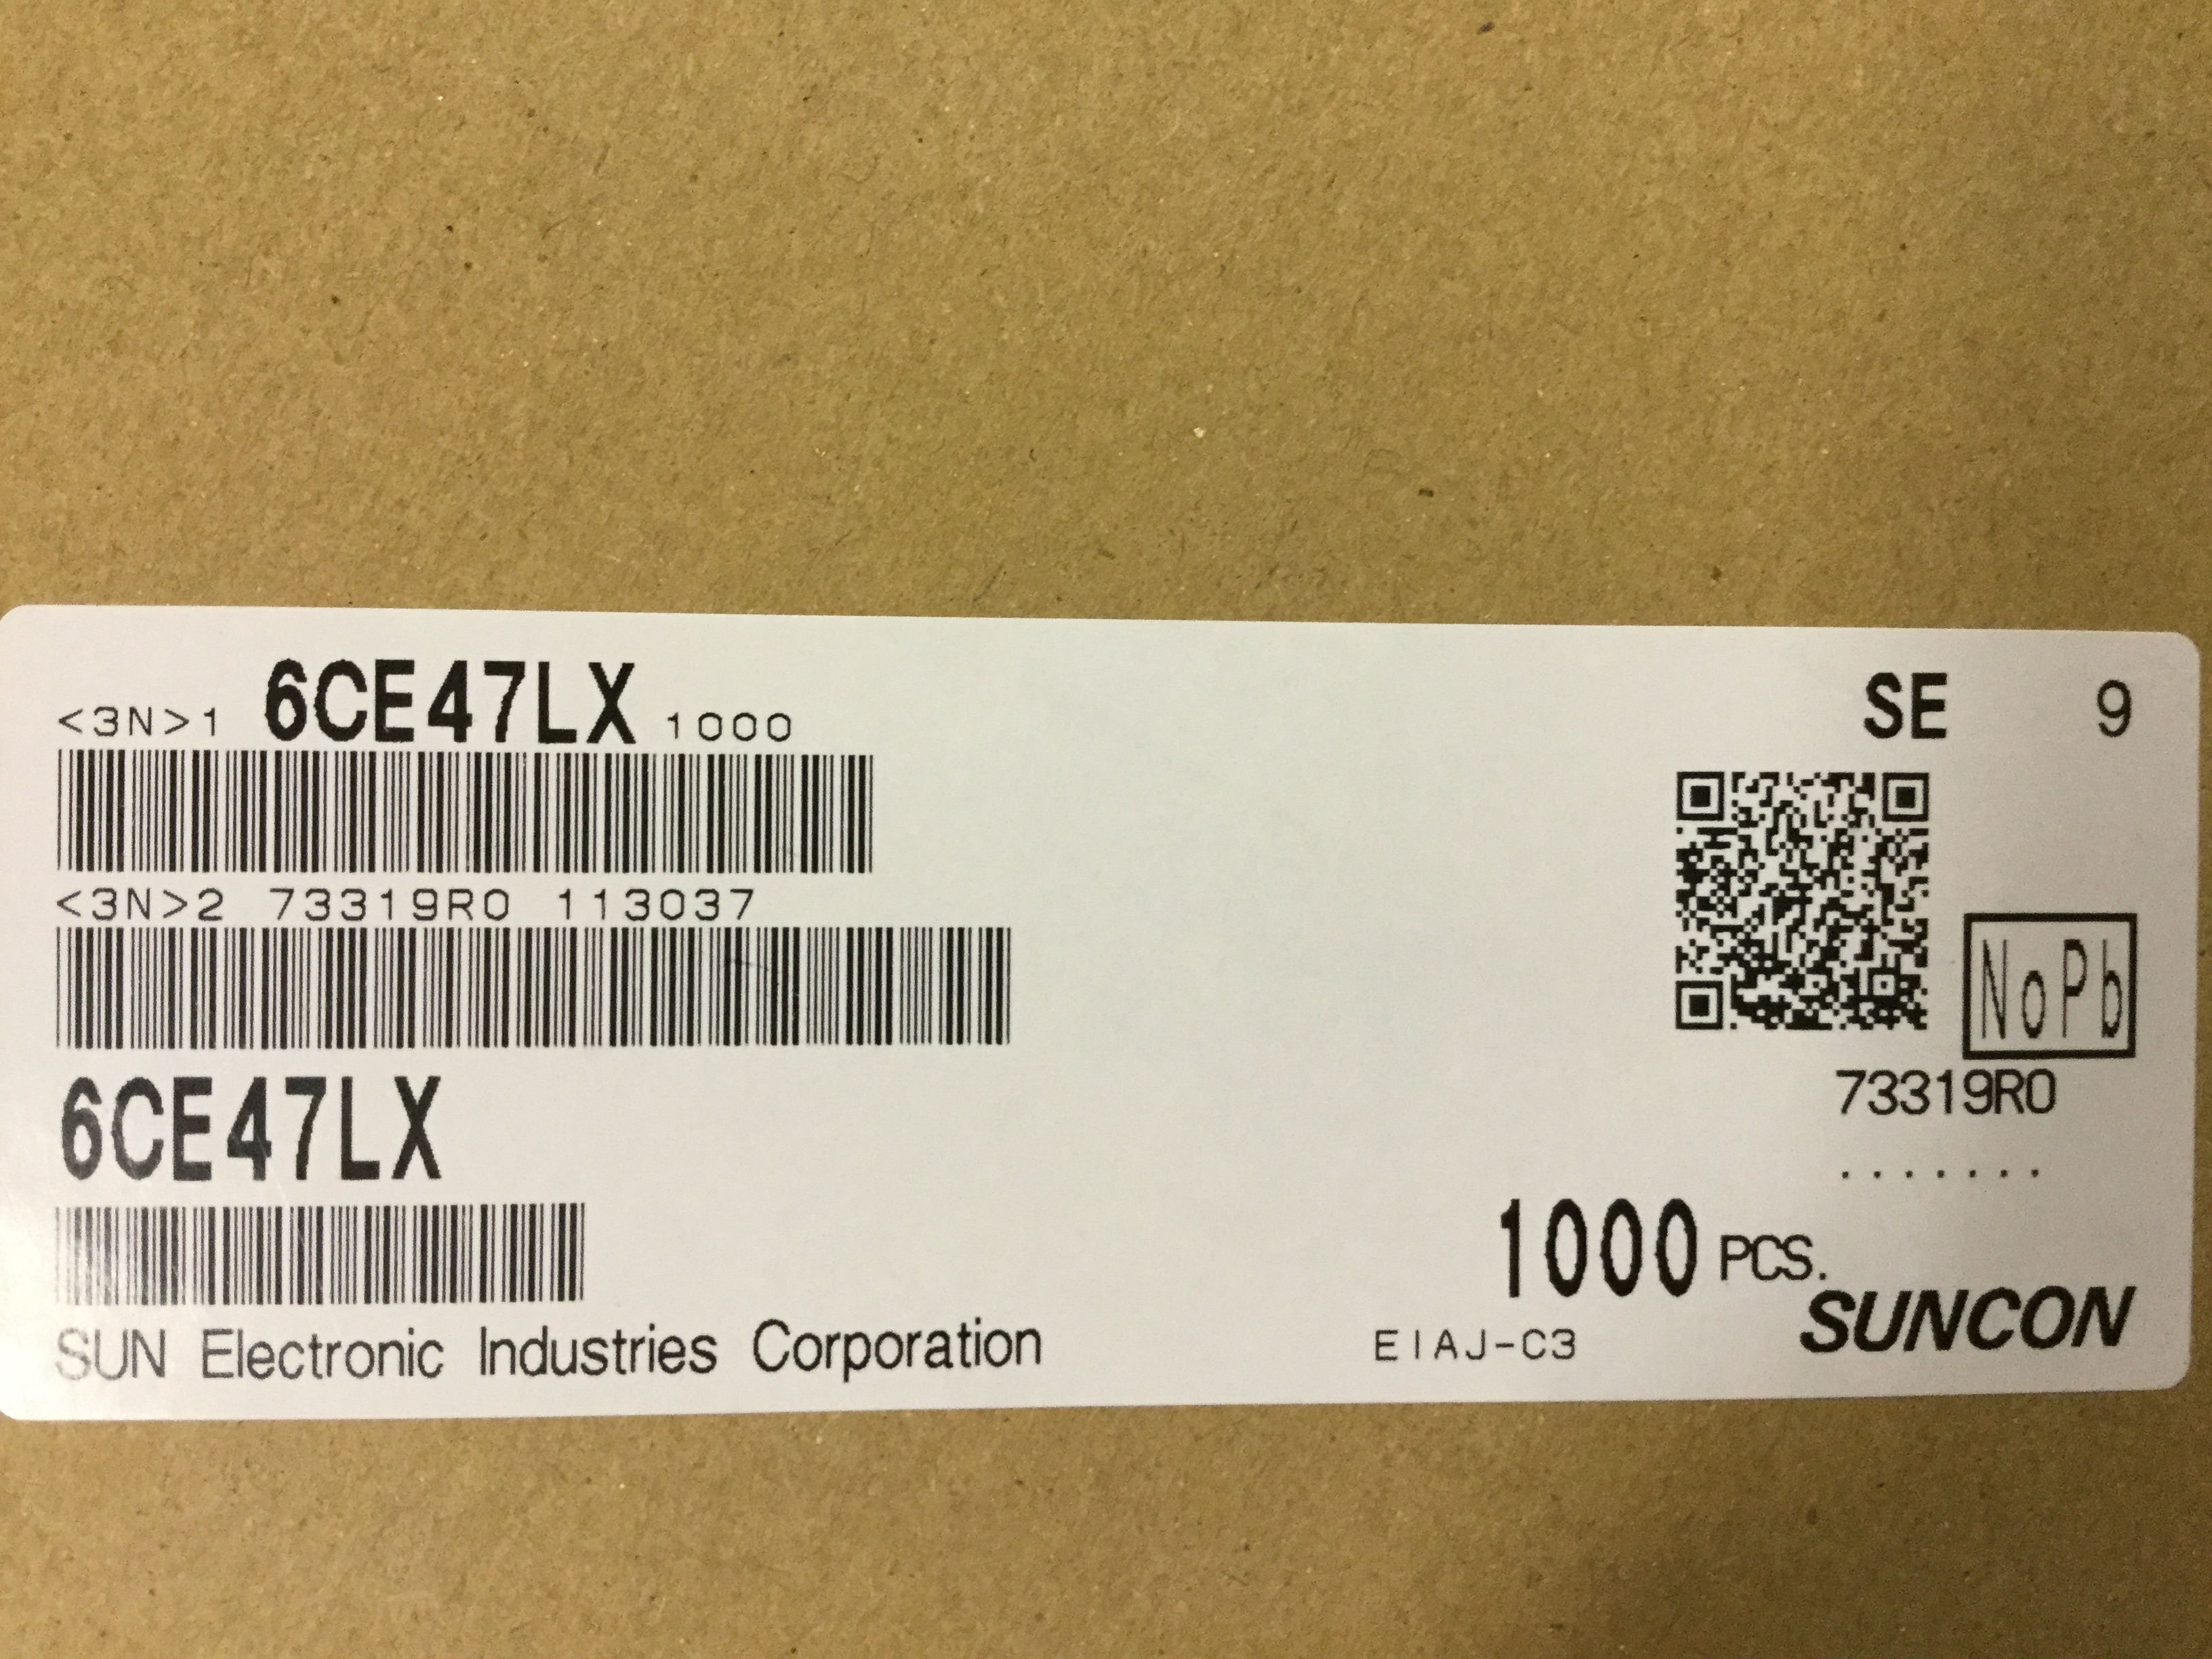 <3N>1 6CE47LX 1000 SE 9
<3N>2 73319R0 113037
NoPb
6CE47LX
73319R0
.......
1000 PCS.
SUN Electronic Industries Corporation EIAJ-C3 SUNCON